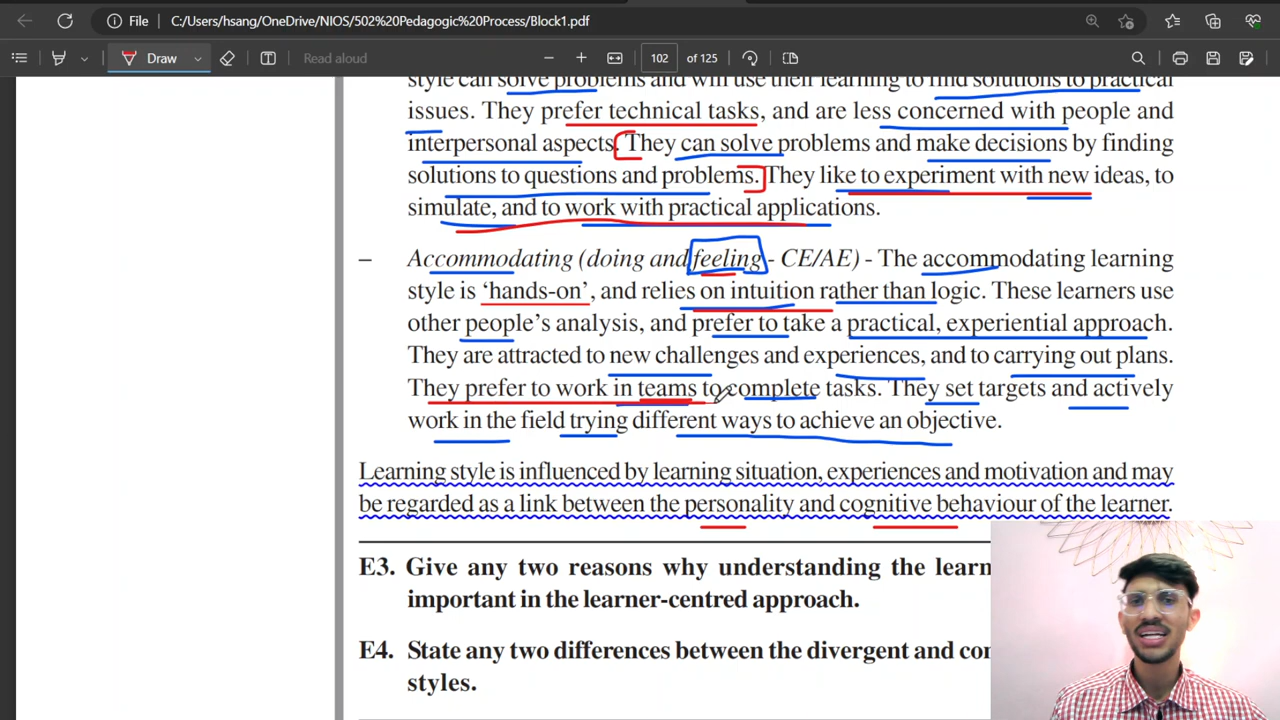 File
C:/Users/hsang/OneDrive/NIOS/502%20Pedagogic%20Process/Block1.pdf
Draw
Read aloud
102 of 125
style can solve problems and will use their learning to find solutions to practical
issues. They prefer technical tasks, and are less concerned with people and
interpersonal aspects. They can solve problems and make decisions by finding
solutions to questions and problems. They like to experiment with new ideas, to
simulate, and to work with practical applications.
– Accommodating (doing and feeling - CE/AE) - The accommodating learning
style is ‘hands-on’, and relies on intuition rather than logic. These learners use
other people’s analysis, and prefer to take a practical, experiential approach.
They are attracted to new challenges and experiences, and to carrying out plans.
They prefer to work in teams to complete tasks. They set targets and actively
work in the field trying different ways to achieve an objective.
Learning style is influenced by learning situation, experiences and motivation and may
be regarded as a link between the personality and cognitive behaviour of the learner.
E3. Give any two reasons why understanding the learn
important in the learner-centred approach.
E4. State any two differences between the divergent and con
styles.